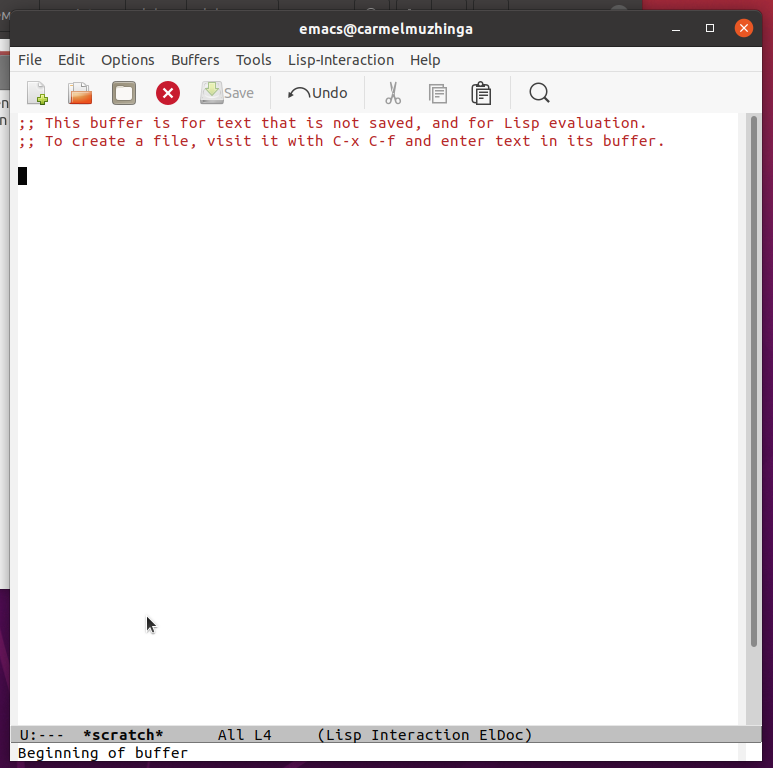 emacs@carmelmuzhinga
File Edit Options Buffers Tools Lisp-Interaction Help
Save Undo
;; This buffer is for text that is not saved, and for Lisp evaluation.
;; To create a file, visit it with C-x C-f and enter text in its buffer.
U:--- *scratch* All L4 (Lisp Interaction ElDoc)
Beginning of buffer